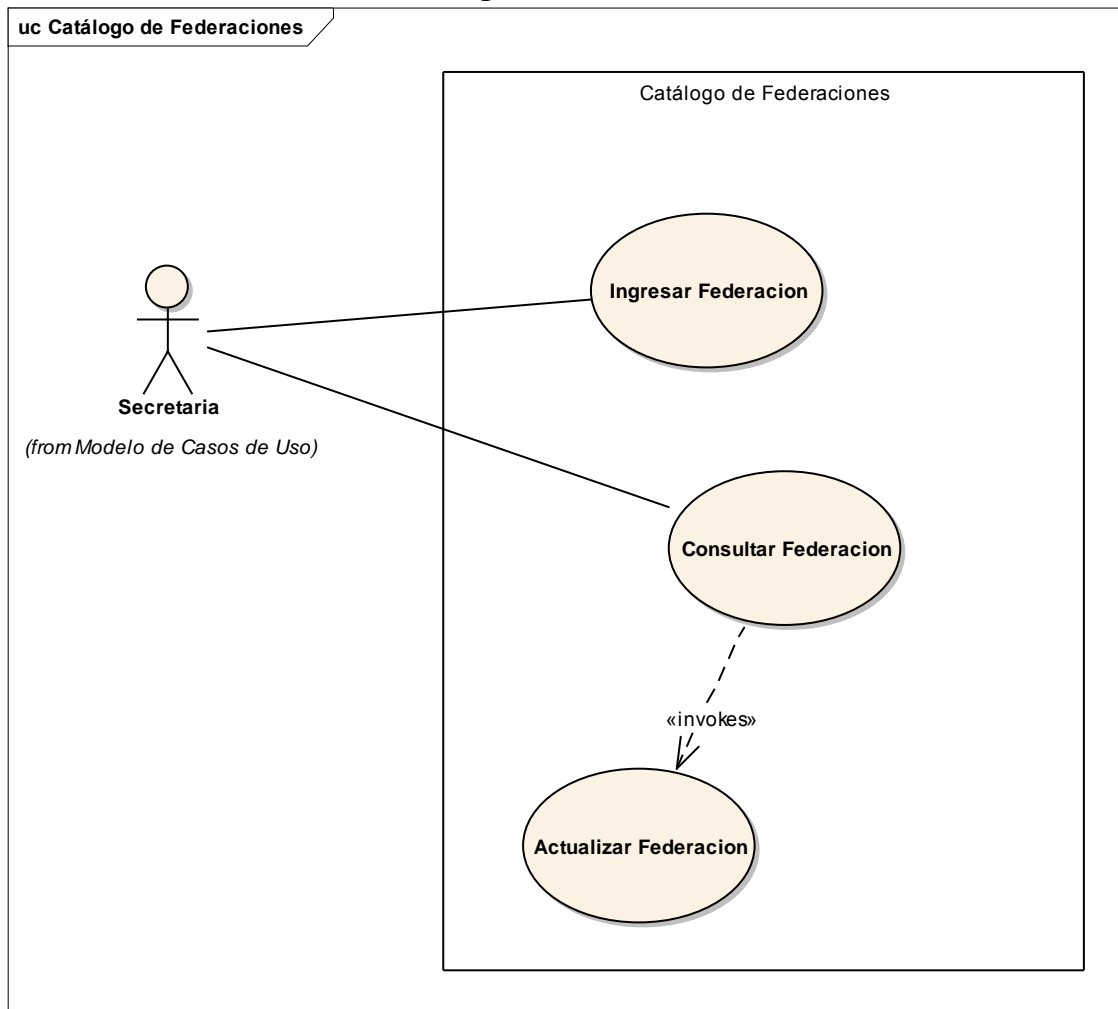 uc Catálogo de Federaciones
Catálogo de Federaciones
Ingresar Federacion
Secretaria
(from Modelo de Casos de Uso)
Consultar Federacion
«invokes»
Actualizar Federacion